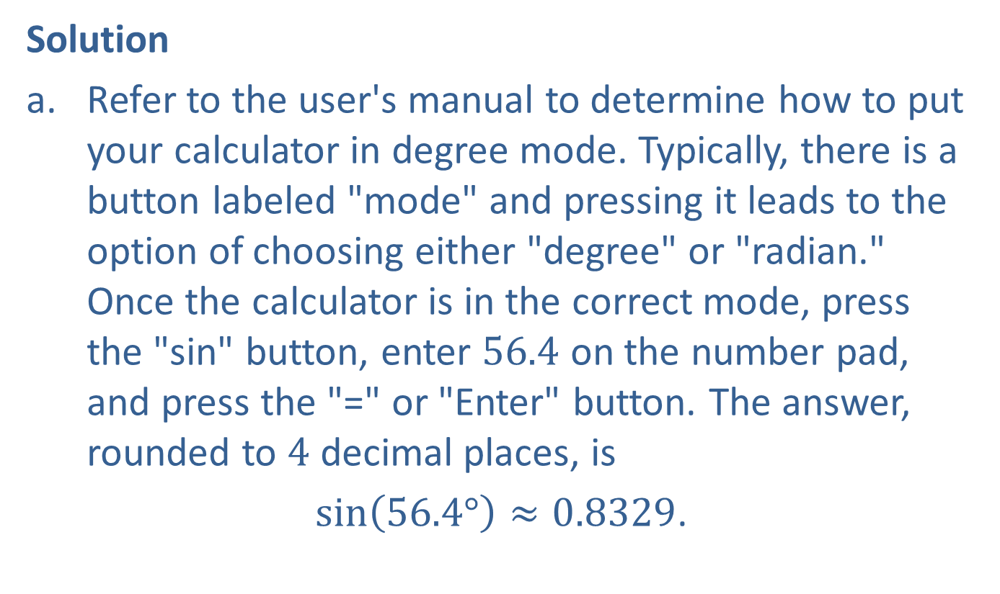 Solution
a. Refer to the user's manual to determine how to put
your calculator in degree mode. Typically, there is a
button labeled "mode" and pressing it leads to the
option of choosing either "degree" or "radian."
Once the calculator is in the correct mode, press
the "sin" button, enter 56.4 on the number pad,
and press the "=" or "Enter" button. The answer,
rounded to 4 decimal places, is
sin(56.4°) ≈ 0.8329.